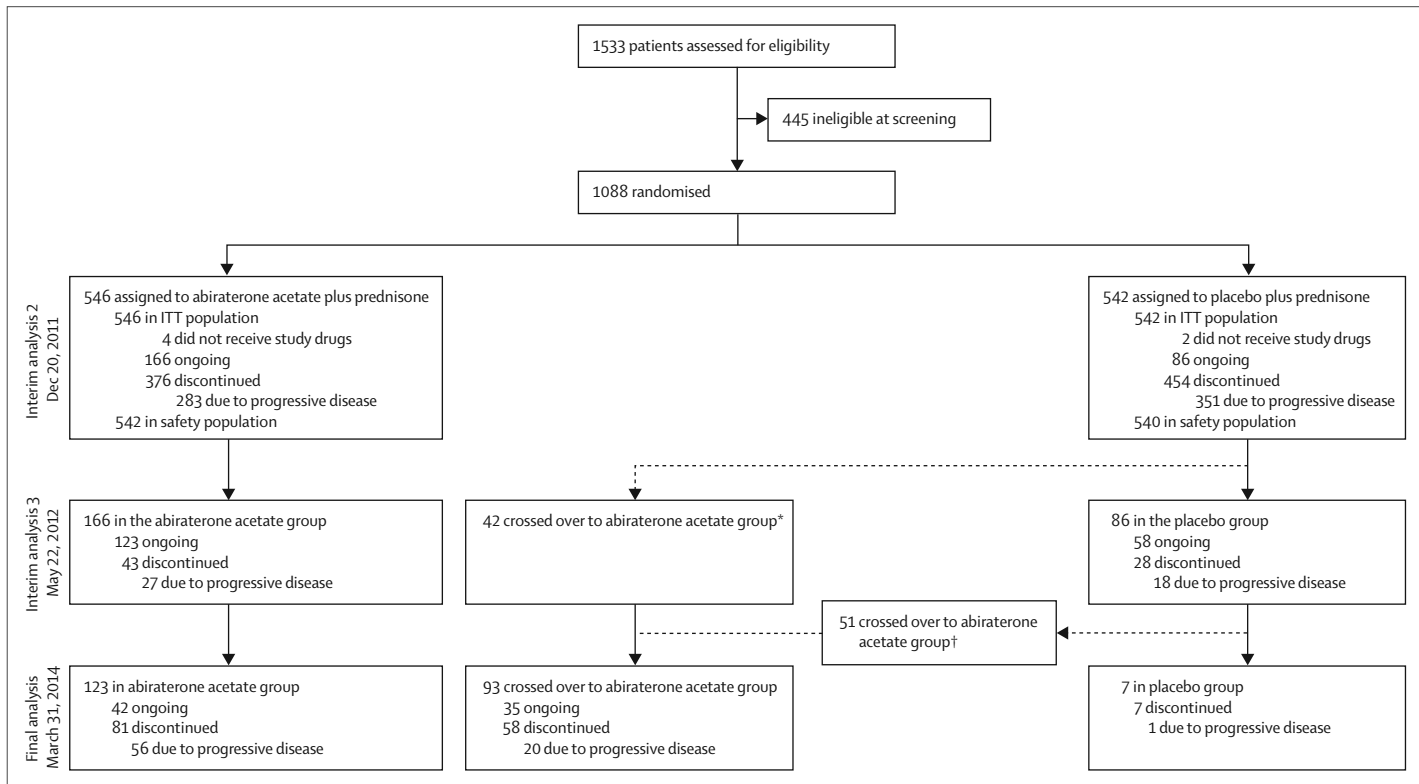 1533 patients assessed for eligibility
445 ineligible at screening
1088 randomised
Interim analysis 2
Dec 20, 2011
546 assigned to abiraterone acetate plus prednisone
546 in ITT population
4 did not receive study drugs
166 ongoing
376 discontinued
283 due to progressive disease
542 in safety population
542 assigned to placebo plus prednisone
542 in ITT population
2 did not receive study drugs
86 ongoing
454 discontinued
351 due to progressive disease
540 in safety population
Interim analysis 3
May 22, 2012
166 in the abiraterone acetate group
123 ongoing
43 discontinued
27 due to progressive disease
42 crossed over to abiraterone acetate group*
86 in the placebo group
58 ongoing
28 discontinued
18 due to progressive disease
51 crossed over to abiraterone
acetate group†
Final analysis
March 31, 2014
123 in abiraterone acetate group
42 ongoing
81 discontinued
56 due to progressive disease
93 crossed over to abiraterone acetate group
35 ongoing
58 discontinued
20 due to progressive disease
7 in placebo group
7 discontinued
1 due to progressive disease